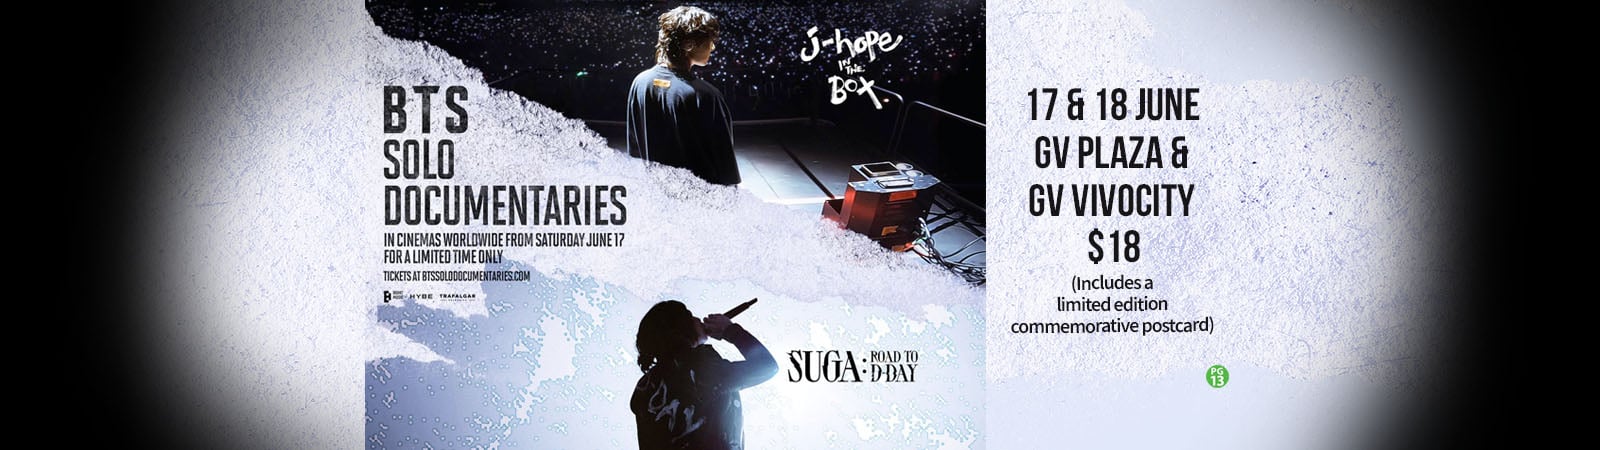 j-hope
IN THE
BOX.
BTS
SOLO
DOCUMENTARIES
IN CINEMAS WORLDWIDE FROM SATURDAY JUNE 17
FOR A LIMITED TIME ONLY
TICKETS AT BTSSOLODOCUMENTARIES.COM
BIGHIT
MUSIC
HYBE
TRAFALGAR
SUGA: ROAD TO
D-DAY
17 & 18 JUNE
GV PLAZA &
GV VIVOCITY
$18
(Includes a
limited edition
commemorative postcard)
PG
13